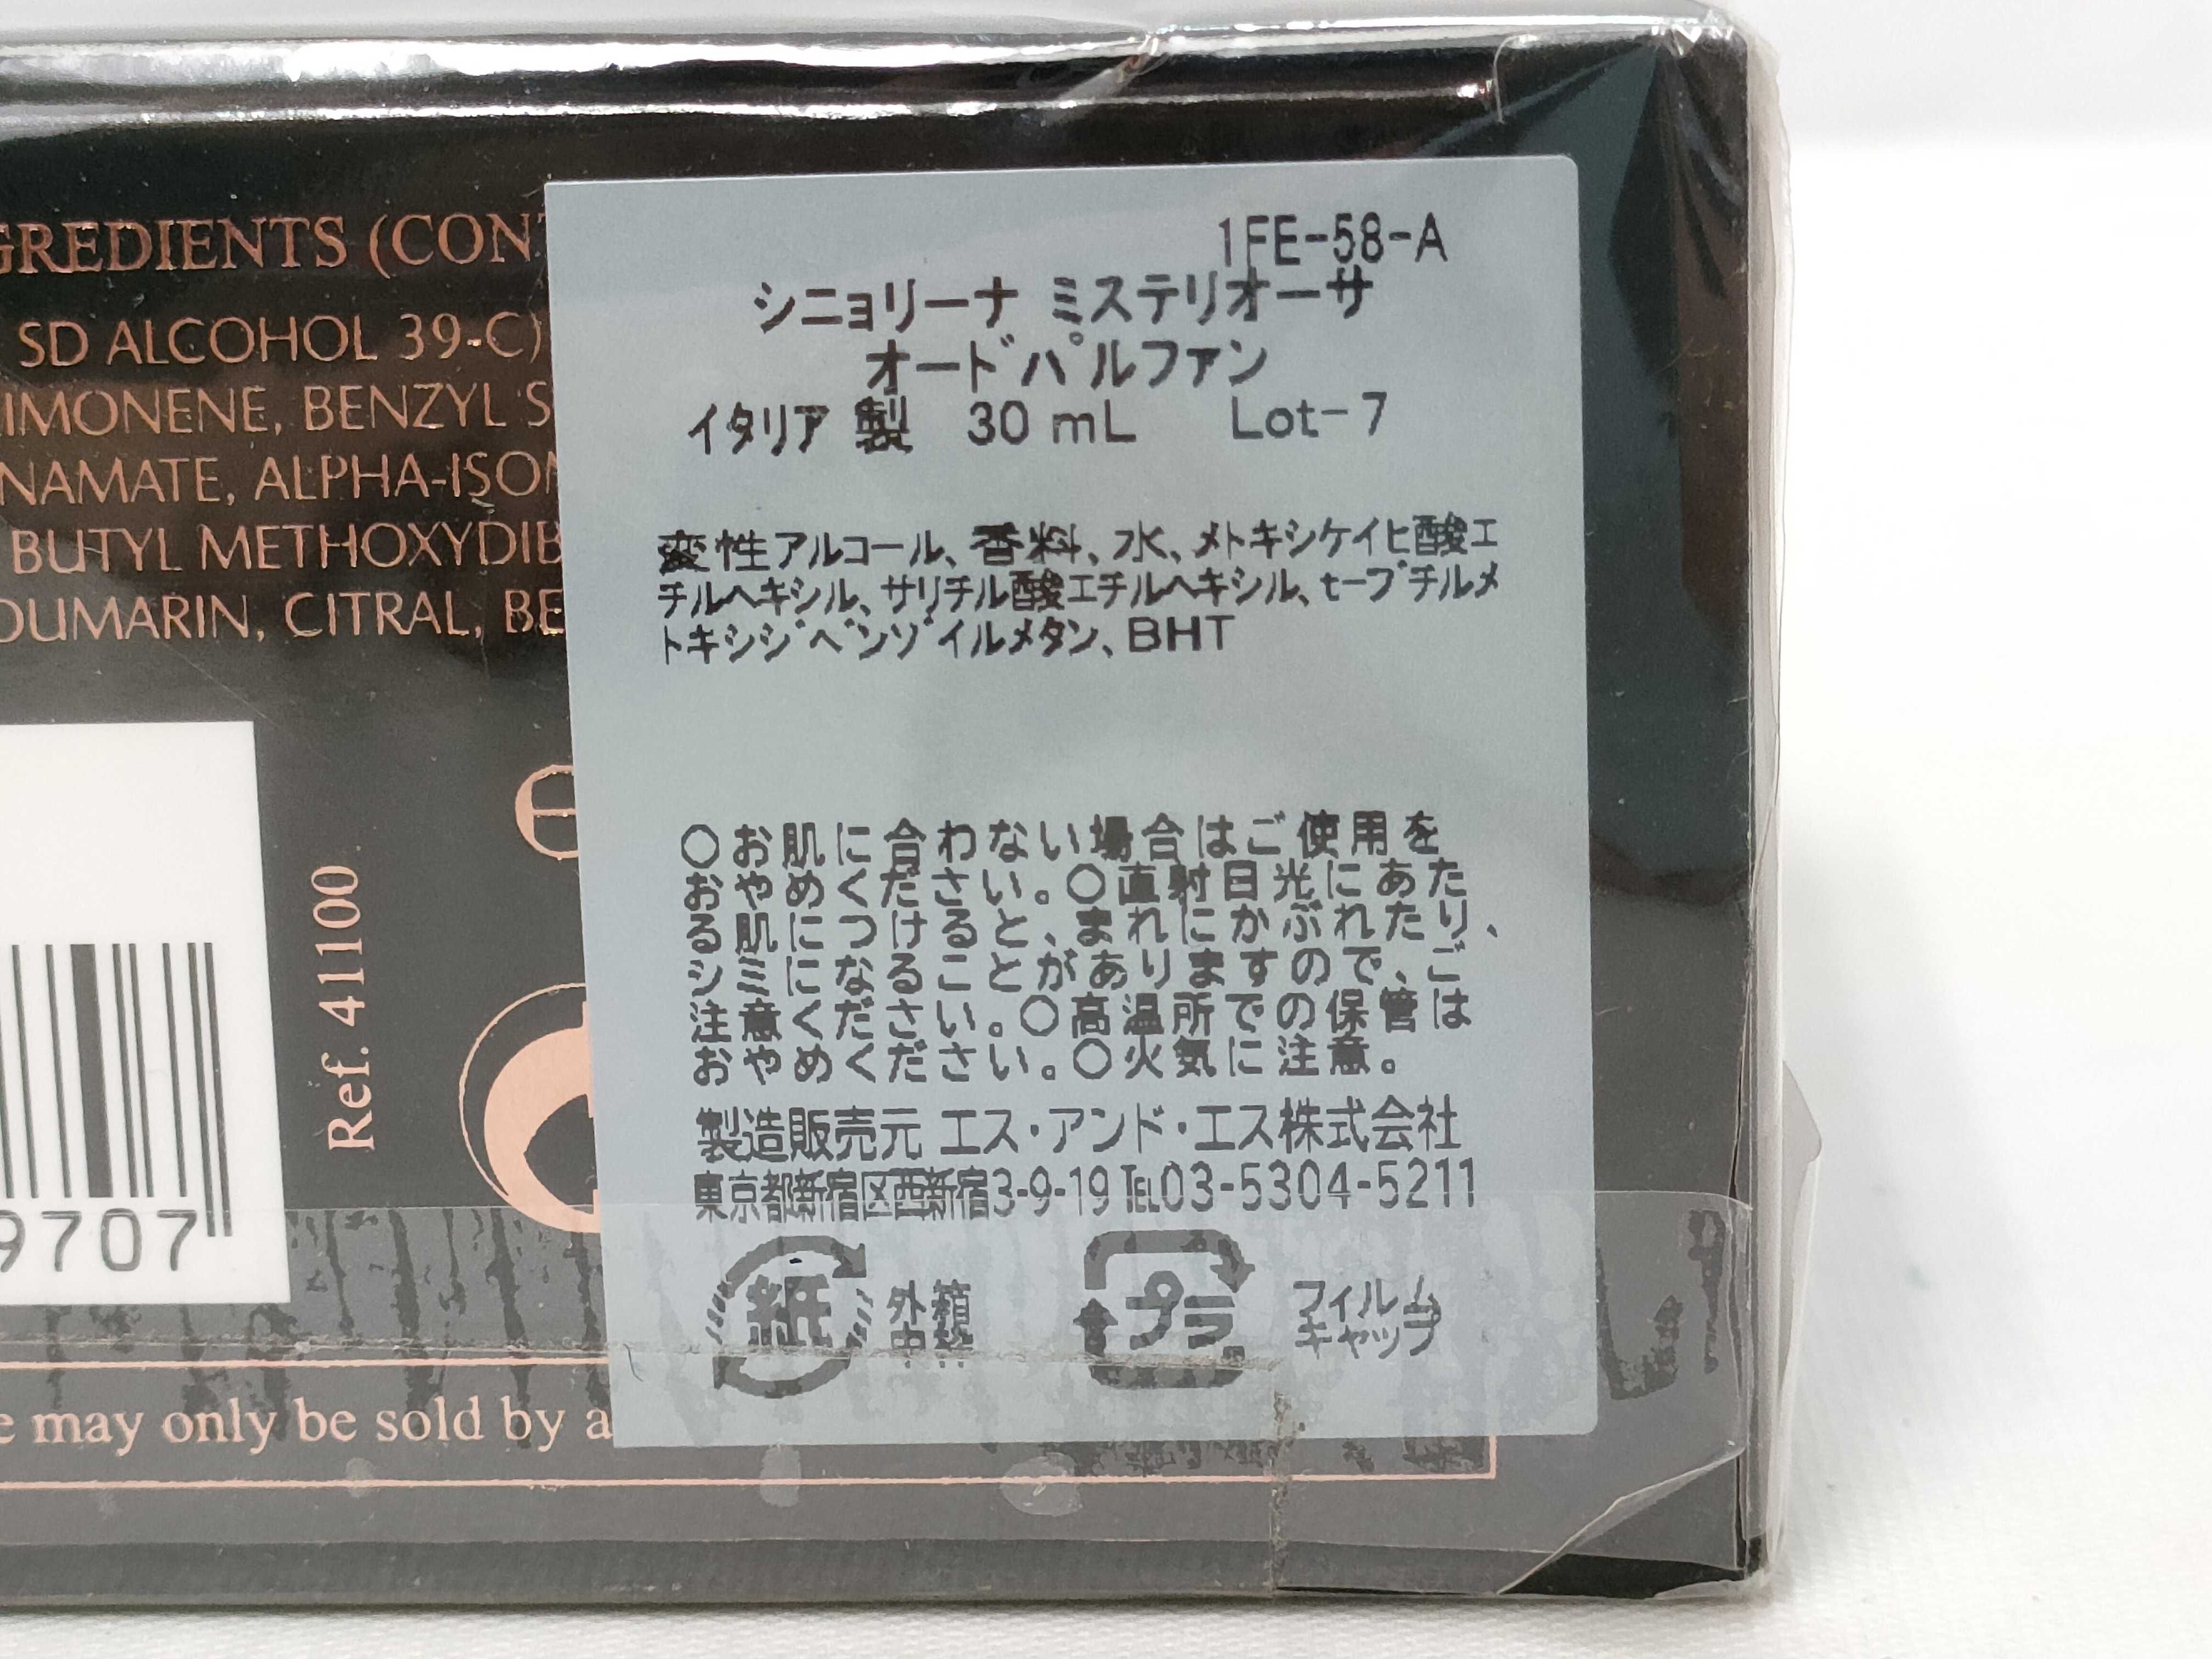 GREDIENTS (CONT
SD ALCOHOL 39-C)
IMONENE, BENZYL S
NAMATE, ALPHA-ISOM
BUTYL METHOXYDIB
OUMARIN, CITRAL, BE
Ref. 41100
9707
e may only be sold by a
1FE-58-A
シニョリーナ ミステリオーサ
オードパルファン
イタリア 製 30 mL Lot-7
変性アルコール、香料、水、メトキシケイヒ酸エ
チルヘキシル、サリチル酸エチルヘキシル、t-ブチルメ
トキシジベンゾイルメタン、BHT
○お肌に合わない場合はご使用を
おやめください。○直射日光にあた
る肌につけると、まれにかぶれたり、
シミになることがありますので、ご
注意ください。○高温所での保管は
おやめください。○火気に注意。
製造販売元 エス・アンド・エス株式会社
東京都新宿区西新宿3-9-19 TEL03-5304-5211
紙 外箱
プラ フィルム
キャップ